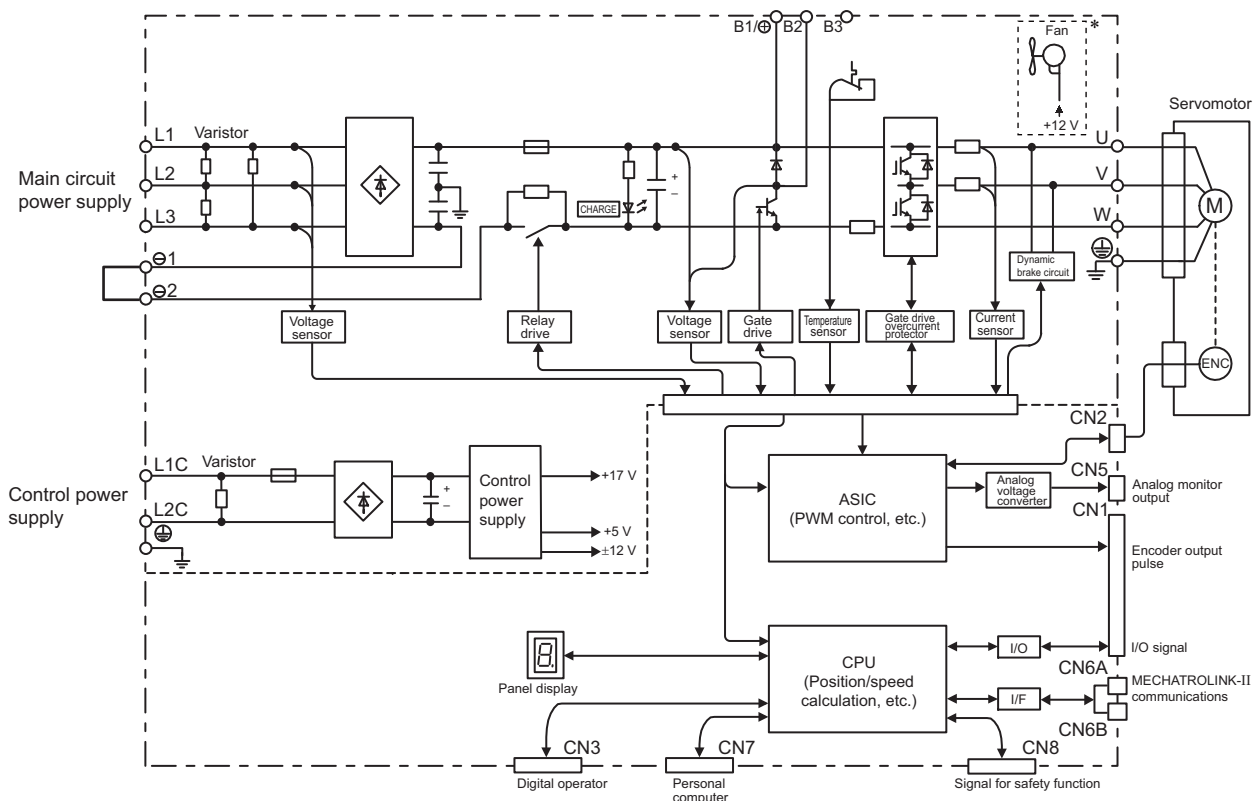 B1/⊕ B2 B3
*
Fan
+12 V
Servomotor
L1 Varistor
L2
L3
Main circuit
power supply
⊖1
⊖2
CHARGE
+
–
U
V
W
M
Dynamic
brake circuit
Voltage
sensor
Relay
drive
Voltage
sensor
Gate
drive
Temperature
sensor
Gate drive
overcurrent
protector
Current
sensor
ENC
CN2
L1C Varistor
L2C
Control power
supply
+
–
Control
power
supply
+17 V
+5 V
±12 V
ASIC
(PWM control, etc.)
Analog
voltage
converter
CN5
Analog monitor
output
CN1
Encoder output
pulse
8.
Panel display
CPU
(Position/speed
calculation, etc.)
I/O
I/O signal
CN6A
I/F
MECHATROLINK-II
communications
CN6B
CN3
Digital operator
CN7
Personal
computer
CN8
Signal for safety function